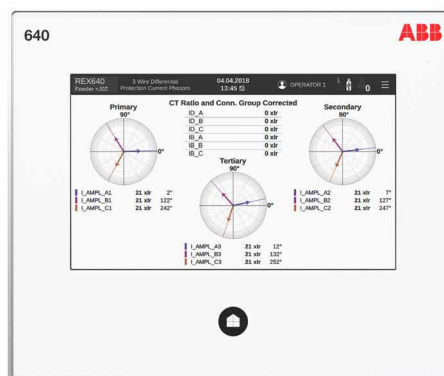 640
ABB
REX640
Feeder +J02
3 Wire Differential
Protection Current Phasors
04.04.2018
13:45
OPERATOR 1
L
0
CT Ratio and Conn. Group Corrected
ID_A 0 xIr
ID_B 0 xIr
ID_C 0 xIr
IB_A 0 xIr
IB_B 0 xIr
IB_C 0 xIr
Primary
90°
0°
I_AMPL_A1 21 xIr 2°
I_AMPL_B1 21 xIr 122°
I_AMPL_C1 21 xIr 242°
Secondary
90°
0°
I_AMPL_A2 21 xIr 7°
I_AMPL_B2 21 xIr 127°
I_AMPL_C2 21 xIr 247°
Tertiary
90°
0°
I_AMPL_A3 21 xIr 12°
I_AMPL_B3 21 xIr 132°
I_AMPL_C3 21 xIr 252°